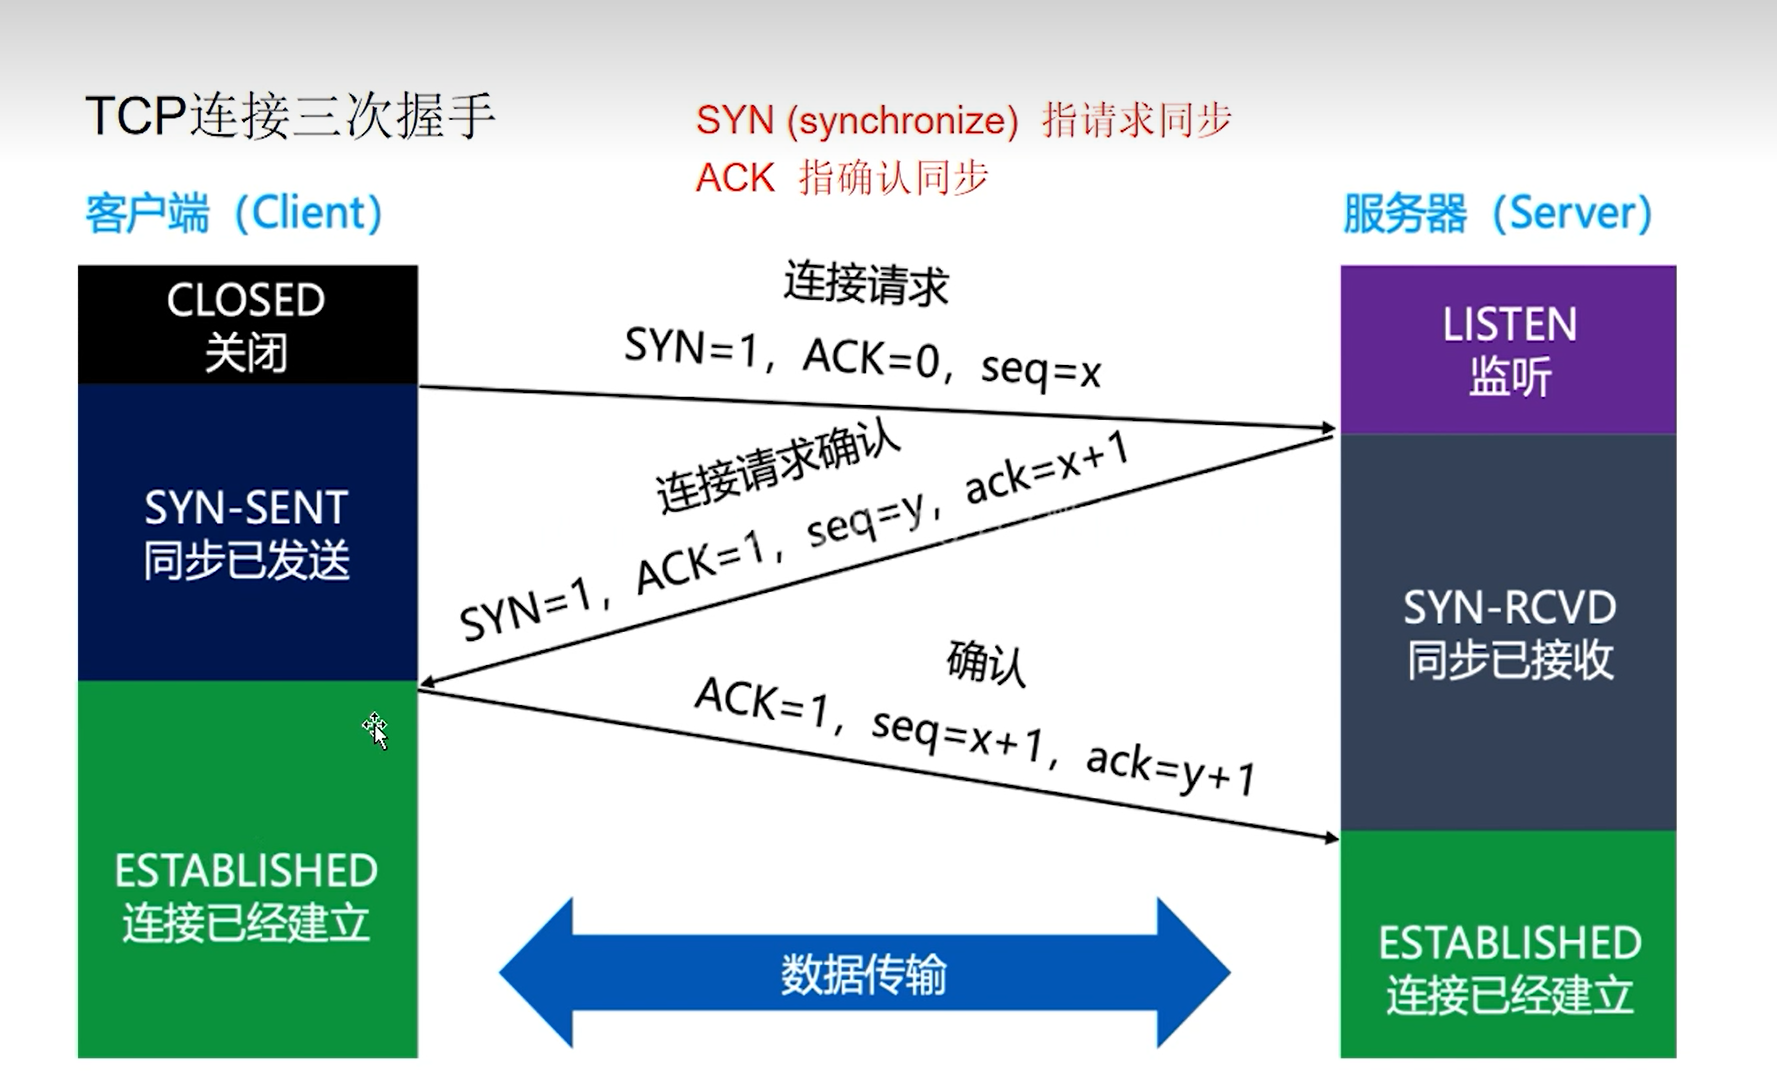 TCP连接三次握手
SYN (synchronize) 指请求同步
ACK 指确认同步
客户端（Client）
服务器（Server）
CLOSED
关闭
连接请求
SYN=1，ACK=0，seq=x
LISTEN
监听
连接请求确认
SYN=1，ACK=1，seq=y，ack=x+1
SYN-SENT
同步已发送
SYN-RCVD
同步已接收
确认
ACK=1，seq=x+1，ack=y+1
ESTABLISHED
连接已经建立
数据传输
ESTABLISHED
连接已经建立